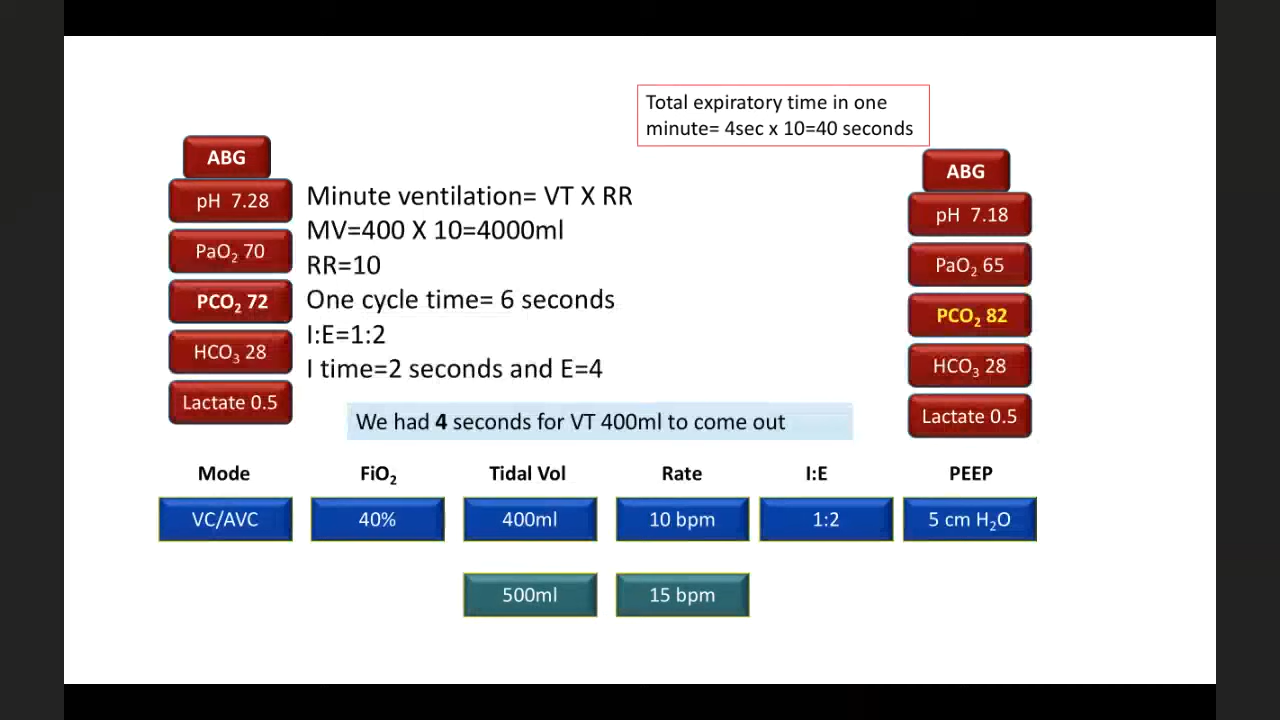 Total expiratory time in one
minute= 4sec x 10=40 seconds
ABG
pH 7.28
PaO₂ 70
PCO₂ 72
HCO₃ 28
Lactate 0.5
Minute ventilation= VT X RR
MV=400 X 10=4000ml
RR=10
One cycle time= 6 seconds
I:E=1:2
I time=2 seconds and E=4
We had 4 seconds for VT 400ml to come out
ABG
pH 7.18
PaO₂ 65
PCO₂ 82
HCO₃ 28
Lactate 0.5
Mode FiO₂ Tidal Vol Rate I:E PEEP
VC/AVC 40% 400ml 10 bpm 1:2 5 cm H₂O
500ml 15 bpm